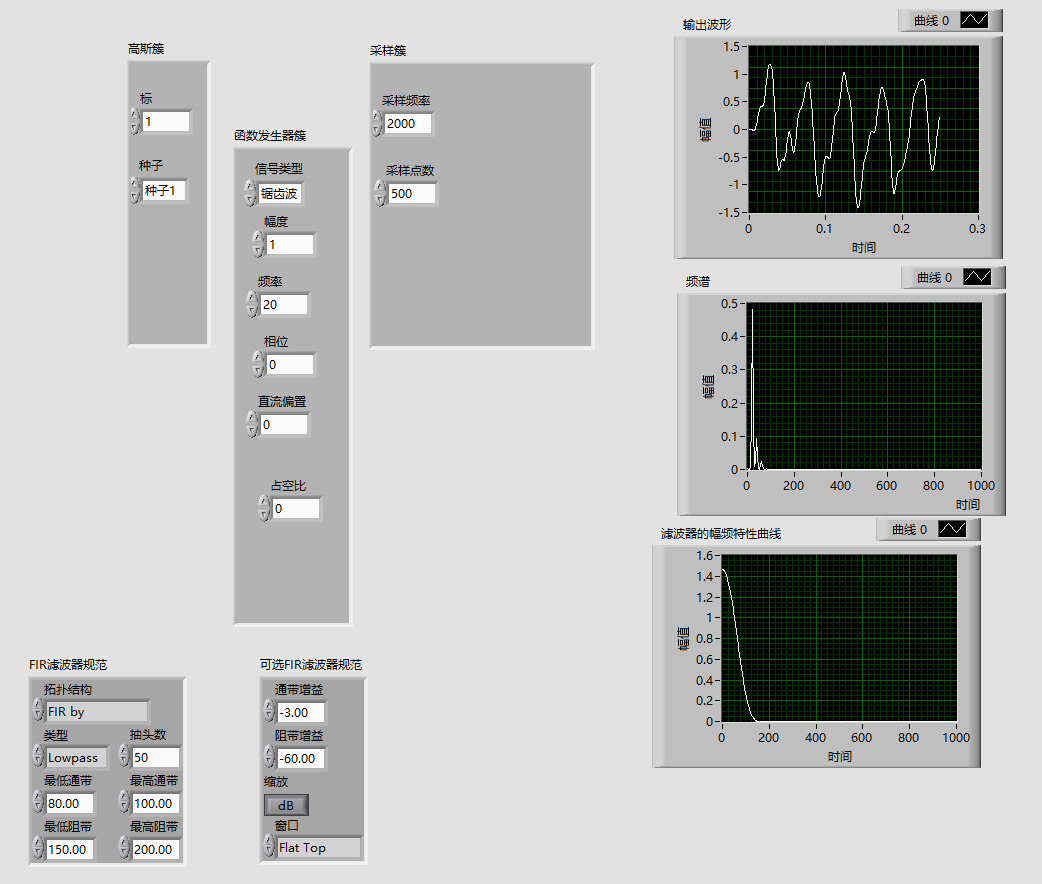 高斯簇
标
1
种子
种子1
函数发生器簇
信号类型
锯齿波
幅度
1
频率
20
相位
0
直流偏置
0
占空比
0
采样簇
采样频率
2000
采样点数
500
输出波形
曲线 0
幅值
1.5
1
0.5
0
-0.5
-1
-1.5
0 0.1 0.2 0.3
时间
频谱
曲线 0
幅值
0.5
0.4
0.3
0.2
0.1
0
0 200 400 600 800 1000
时间
滤波器的幅频特性曲线
曲线 0
幅值
1.6
1.4
1.2
1
0.8
0.6
0.4
0.2
0
0 200 400 600 800 1000
时间
FIR滤波器规范
拓扑结构
FIR by
类型 抽头数
Lowpass 50
最低通带 最高通带
80.00 100.00
最低阻带 最高阻带
150.00 200.00
可选FIR滤波器规范
通带增益
-3.00
阻带增益
-60.00
缩放
dB
窗口
Flat Top